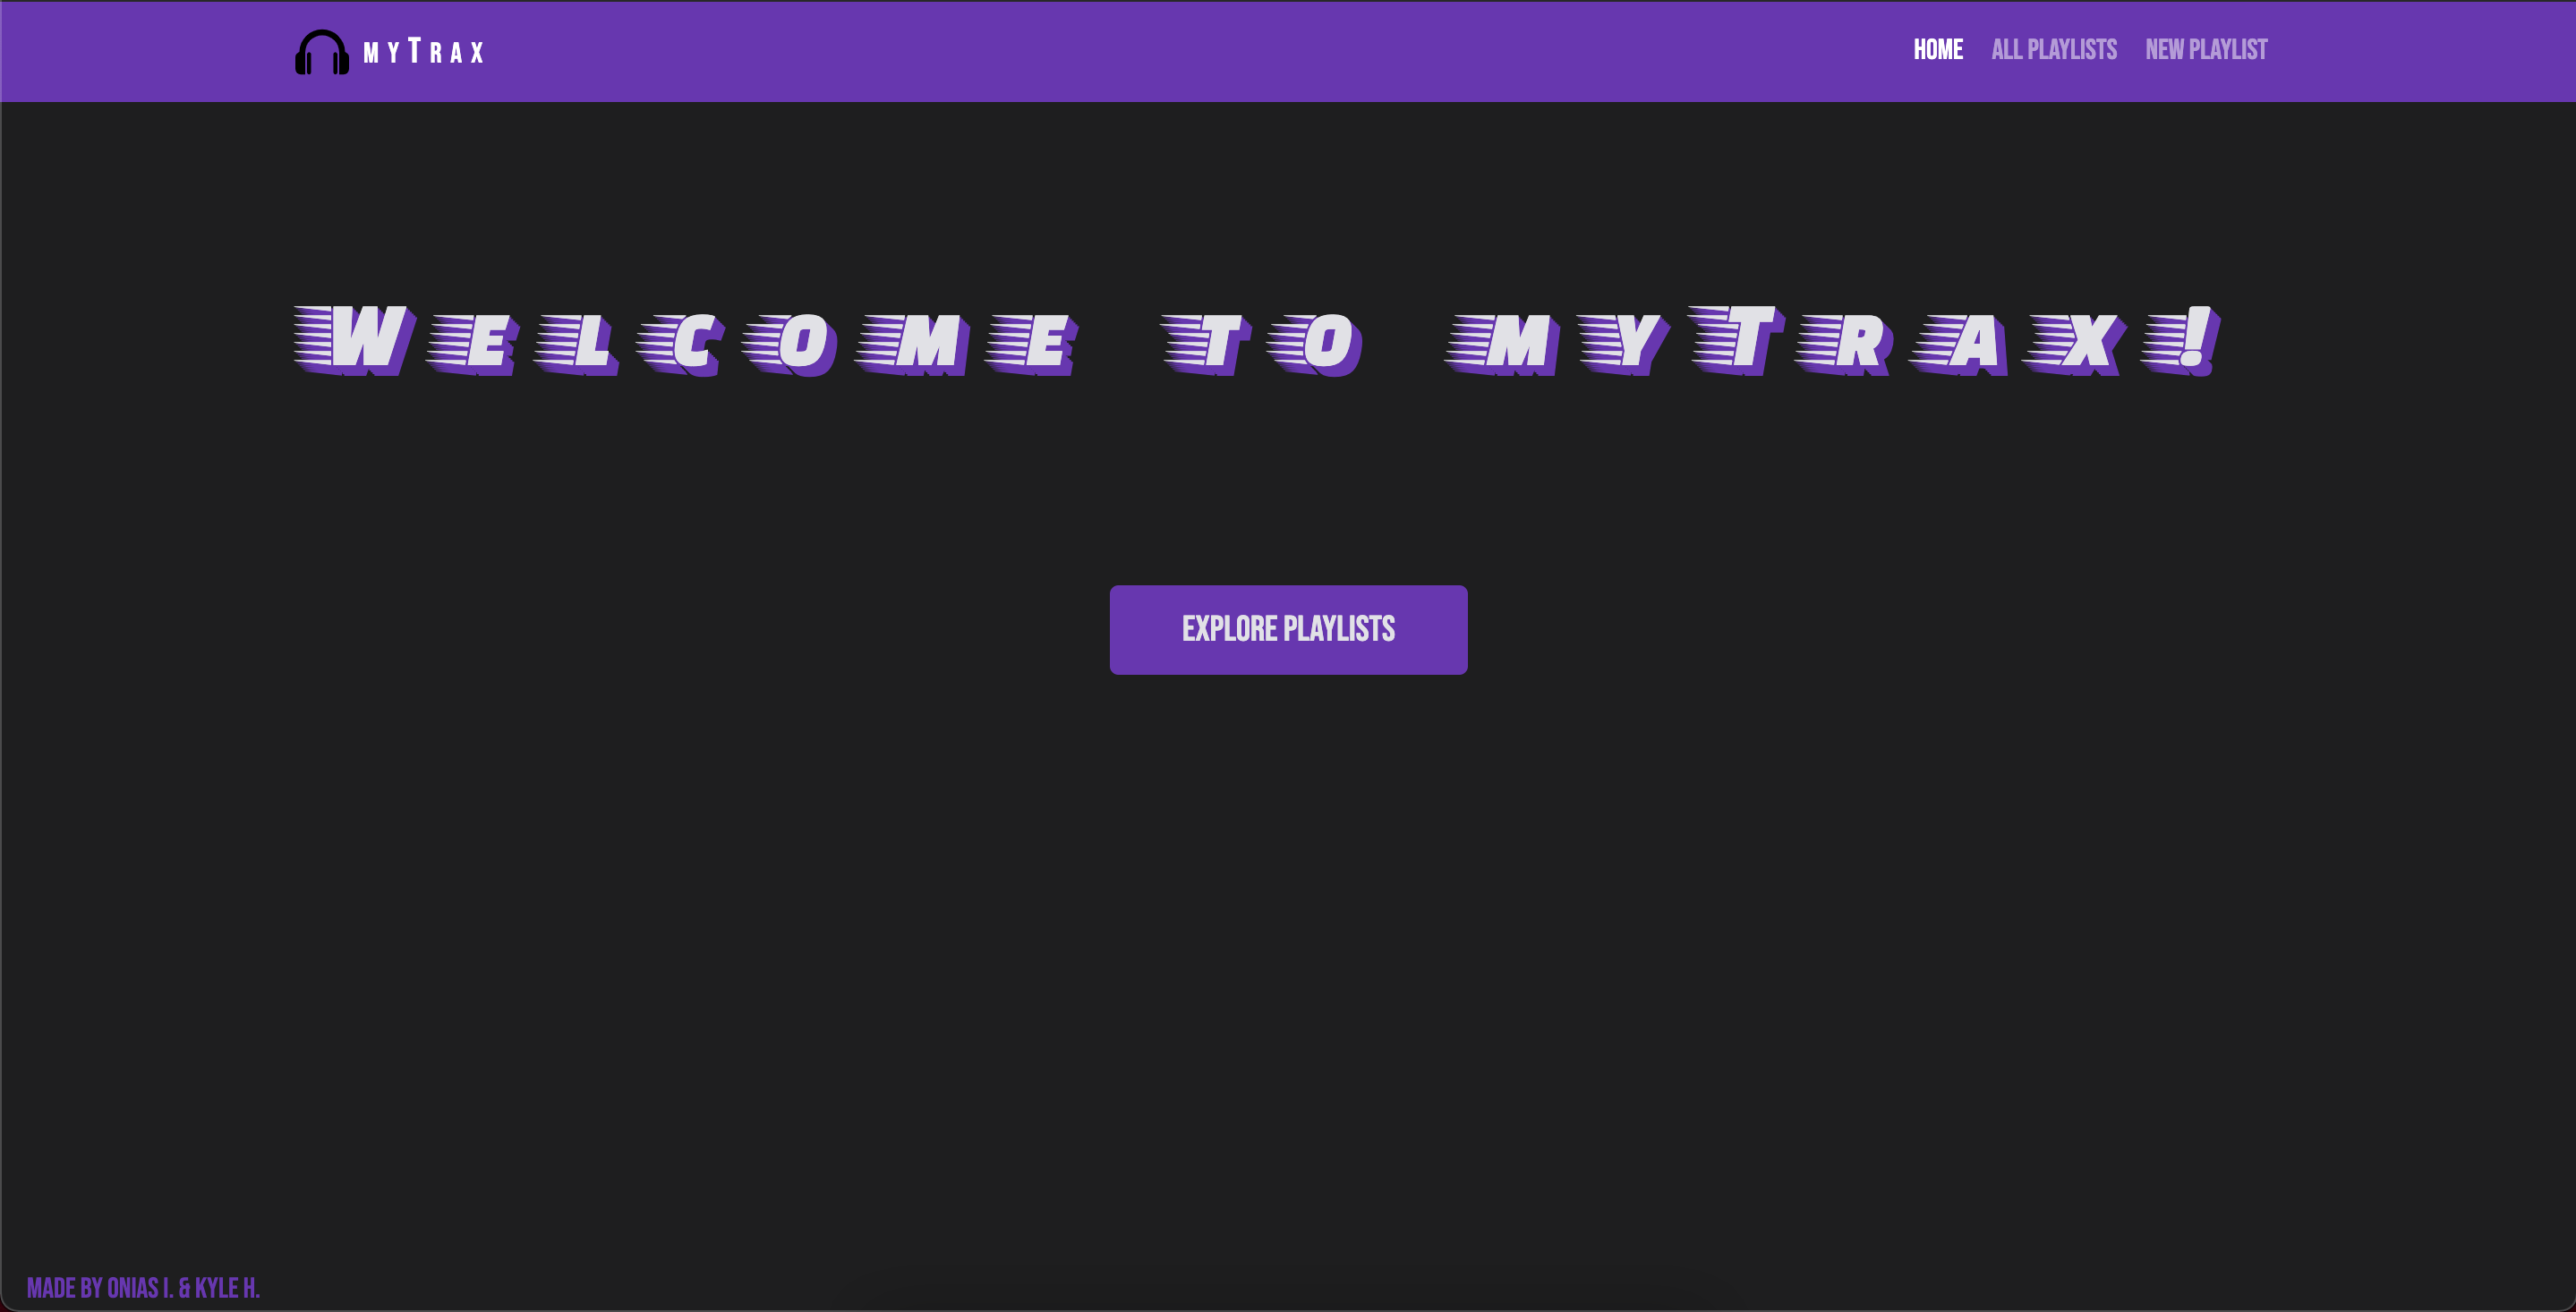 MYTRAX
HOME ALL PLAYLISTS NEW PLAYLIST
WELCOME TO MYTRAX!
EXPLORE PLAYLISTS
MADE BY ONIAS I. & KYLE H.